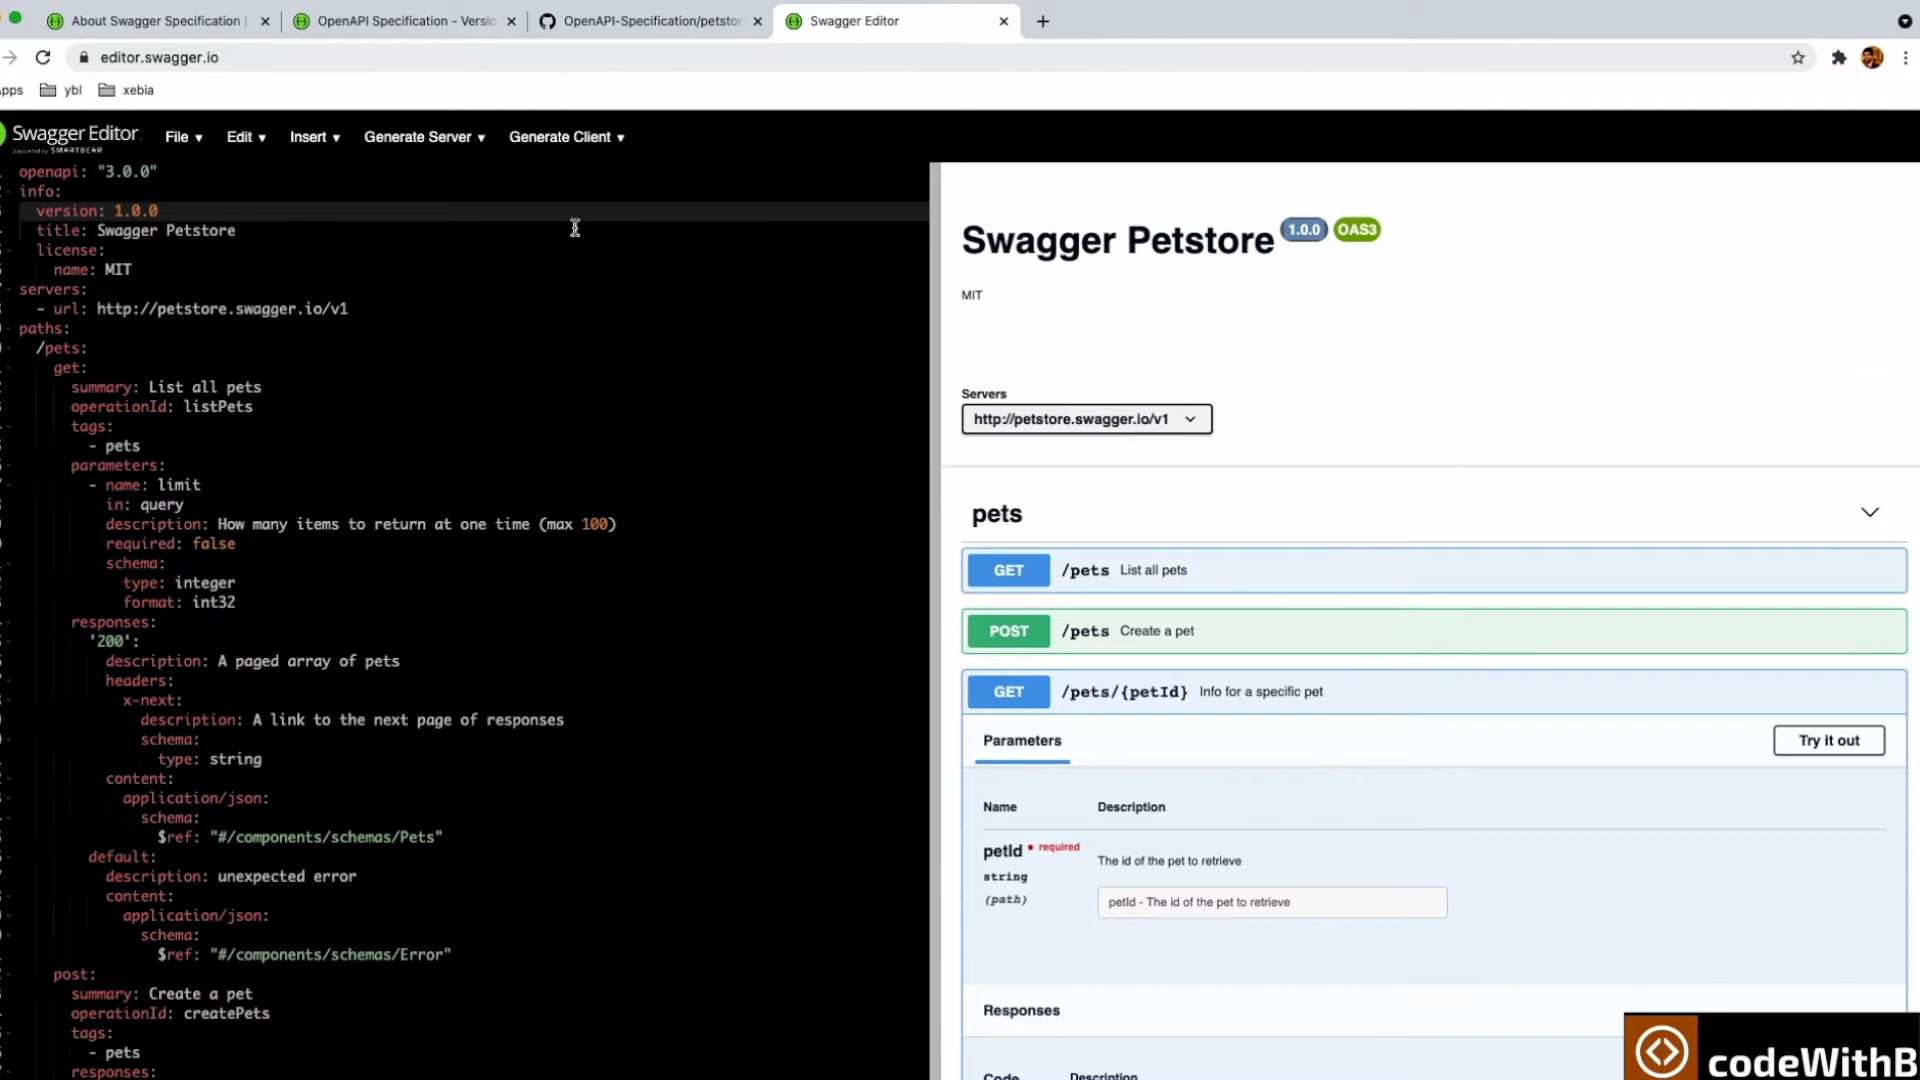 About Swagger Specification |
OpenAPI Specification - Versio
OpenAPI-Specification/petstor
Swagger Editor
editor.swagger.io
ybl
xebia
Swagger Editor
Supported by SMARTBEAR
File
Edit
Insert
Generate Server
Generate Client
openapi: "3.0.0"
info:
version: 1.0.0
title: Swagger Petstore
license:
name: MIT
servers:
- url: http://petstore.swagger.io/v1
paths:
/pets:
get:
summary: List all pets
operationId: listPets
tags:
- pets
parameters:
- name: limit
in: query
description: How many items to return at one time (max 100)
required: false
schema:
type: integer
format: int32
responses:
'200':
description: A paged array of pets
headers:
x-next:
description: A link to the next page of responses
schema:
type: string
content:
application/json:
schema:
$ref: "#/components/schemas/Pets"
default:
description: unexpected error
content:
application/json:
schema:
$ref: "#/components/schemas/Error"
post:
summary: Create a pet
operationId: createPets
tags:
- pets
responses:
Swagger Petstore 1.0.0 OAS3
MIT
Servers
http://petstore.swagger.io/v1
pets
GET /pets List all pets
POST /pets Create a pet
GET /pets/{petId} Info for a specific pet
Parameters
Try it out
Name Description
petId * required
The id of the pet to retrieve
string
(path)
petId - The id of the pet to retrieve
Responses
Code Description
codeWithB